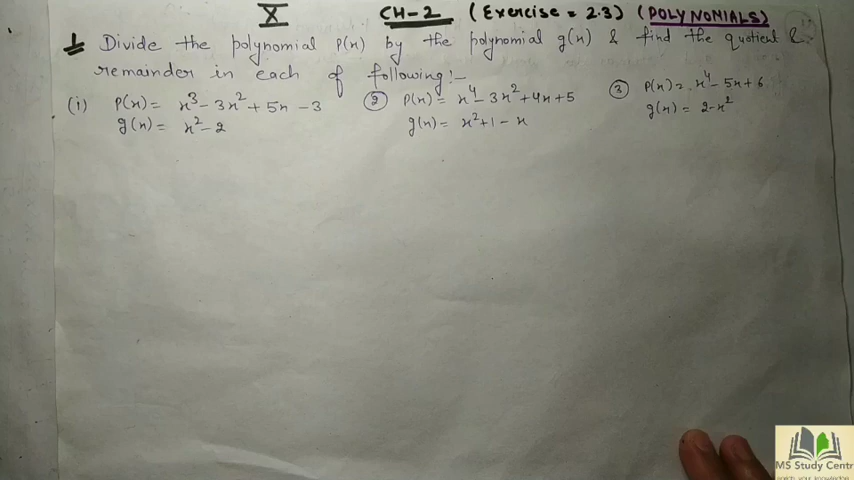 X CH-2 (Exercise = 2.3) (POLYNONIALS)
1 Divide the polynomial P(x) by the polynomial g(x) & find the quotient &
remainder in each of following:-
(i) P(x) = x³ - 3x² + 5x - 3 ② P(x) = x⁴ - 3x² + 4x + 5 ③ P(x) = x⁴ - 5x + 6
g(x) = x² - 2 g(x) = x² + 1 - x g(x) = 2 - x²
MS Study Centr